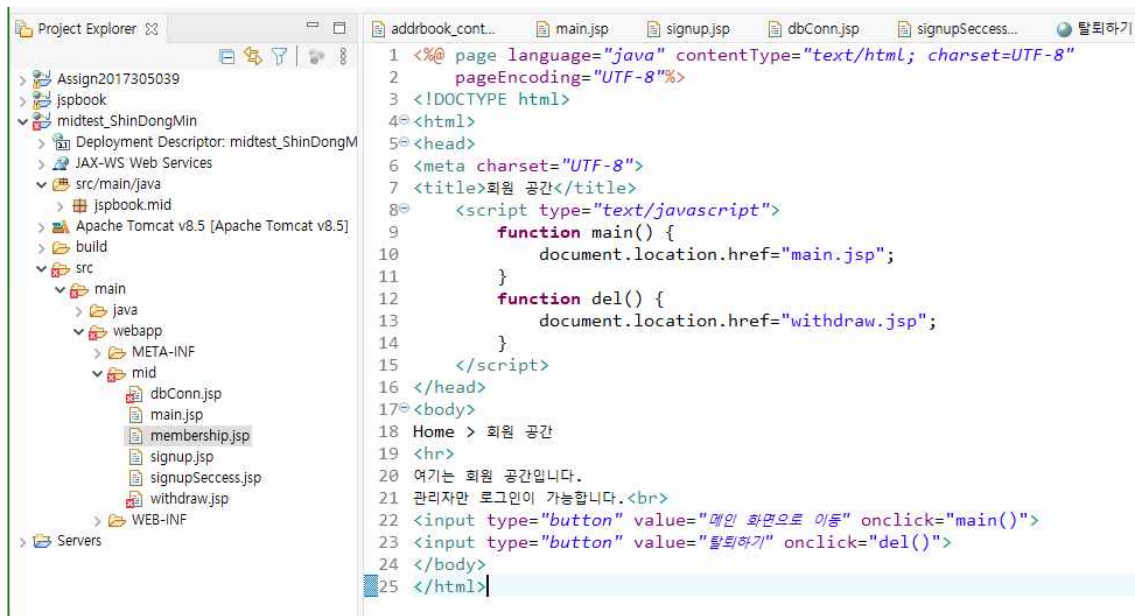 Project Explorer
Assign2017305039
jspbook
midtest_ShinDongMin
Deployment Descriptor: midtest_ShinDongM
JAX-WS Web Services
src/main/java
jspbook.mid
Apache Tomcat v8.5 [Apache Tomcat v8.5]
build
src
main
java
webapp
META-INF
mid
dbConn.jsp
main.jsp
membership.jsp
signup.jsp
signupSeccess.jsp
withdraw.jsp
WEB-INF
Servers
addrbook_cont... main.jsp signup.jsp dbConn.jsp signupSeccess... 탈퇴하기
1 <%@ page language="java" contentType="text/html; charset=UTF-8"
2 pageEncoding="UTF-8"%>
3 <!DOCTYPE html>
4 <html>
5 <head>
6 <meta charset="UTF-8">
7 <title>회원 공간</title>
8 <script type="text/javascript">
9 function main() {
10 document.location.href="main.jsp";
11 }
12 function del() {
13 document.location.href="withdraw.jsp";
14 }
15 </script>
16 </head>
17 <body>
18 Home > 회원 공간
19 <hr>
20 여기는 회원 공간입니다.
21 관리자만 로그인이 가능합니다.<br>
22 <input type="button" value="메인 화면으로 이동" onclick="main()">
23 <input type="button" value="탈퇴하기" onclick="del()">
24 </body>
25 </html>